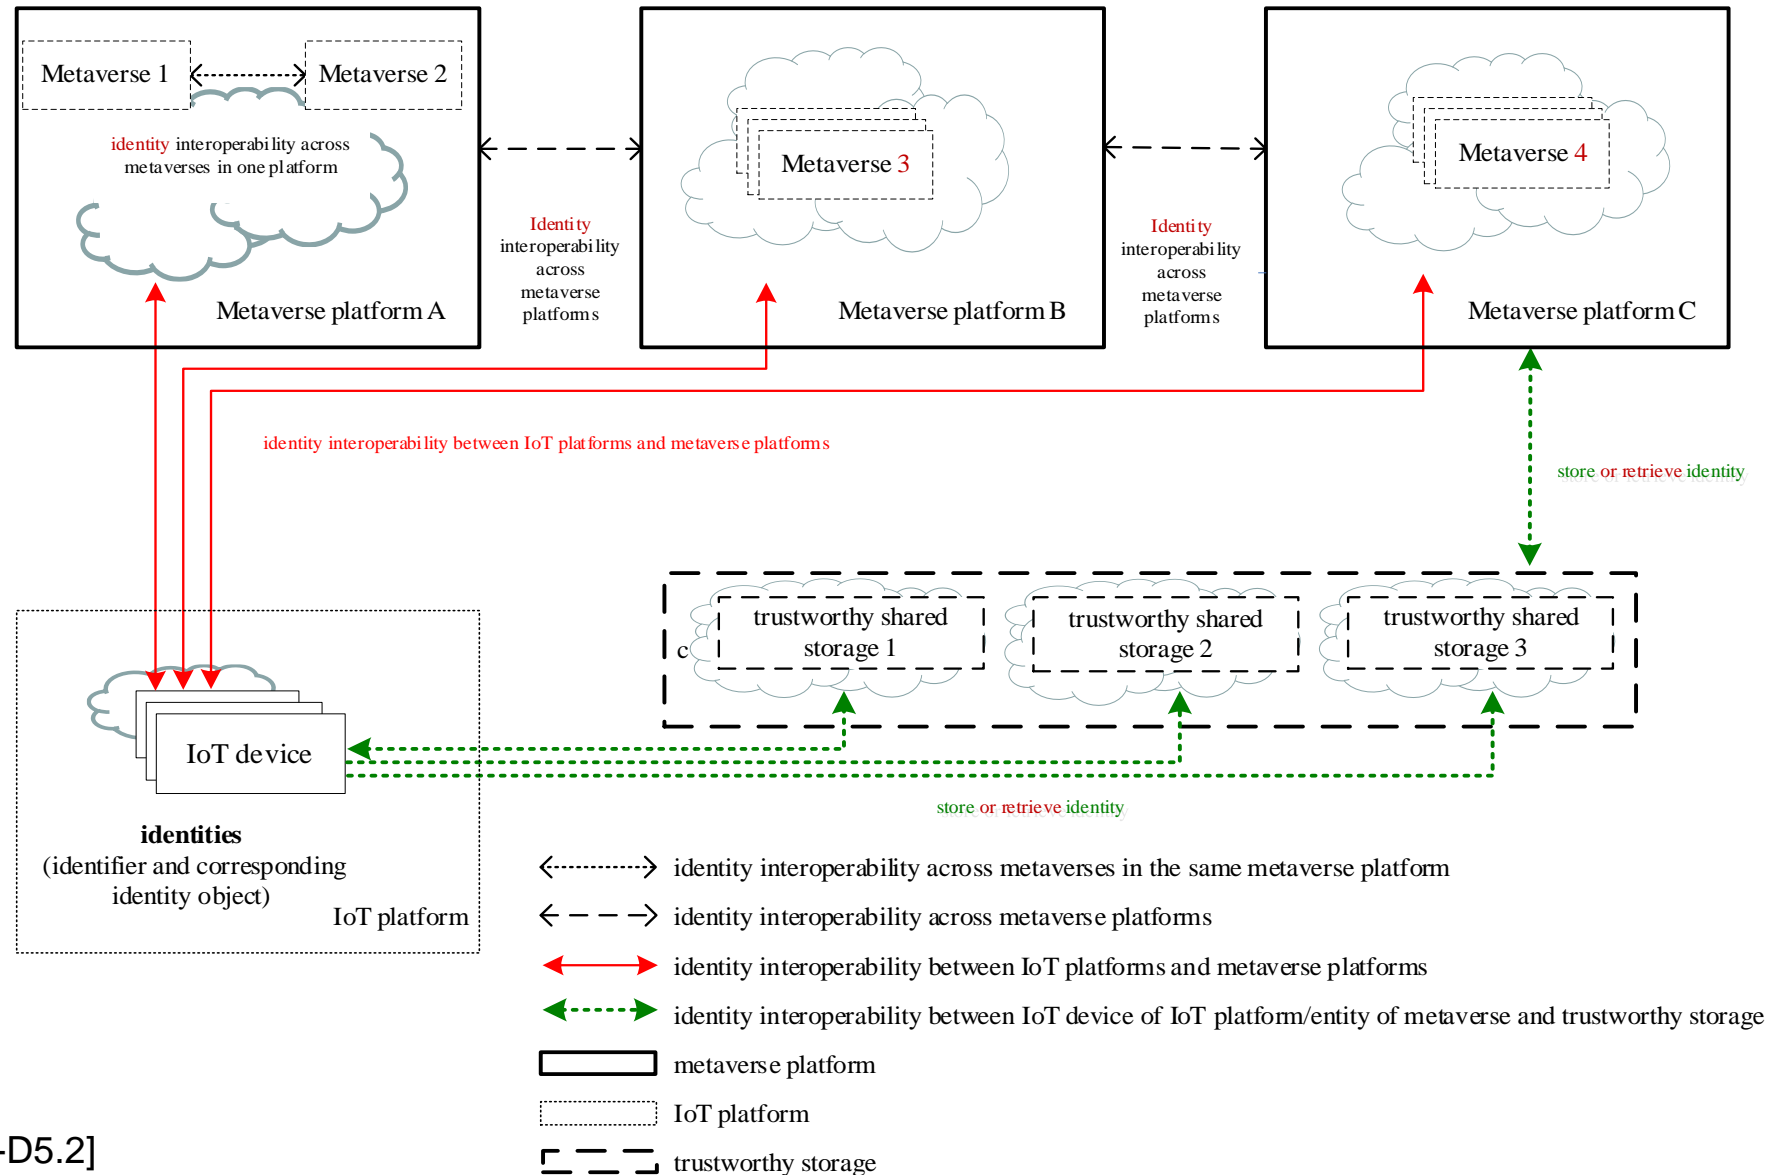 Metaverse 1
Metaverse 2
identity interoperability across
metaverses in one platform
Metaverse platform A
Identity
interoperability
across
metaverse
platforms
Metaverse 3
Metaverse platform B
Identity
interoperability
across
metaverse
platforms
Metaverse 4
Metaverse platform C
identity interoperability between IoT platforms and metaverse platforms
store or retrieve identity
c
trustworthy shared
storage 1
trustworthy shared
storage 2
trustworthy shared
storage 3
IoT device
identities
(identifier and corresponding
identity object)
IoT platform
store or retrieve identity
identity interoperability across metaverses in the same metaverse platform
identity interoperability across metaverse platforms
identity interoperability between IoT platforms and metaverse platforms
identity interoperability between IoT device of IoT platform/entity of metaverse and trustworthy storage
metaverse platform
IoT platform
trustworthy storage
-D5.2]